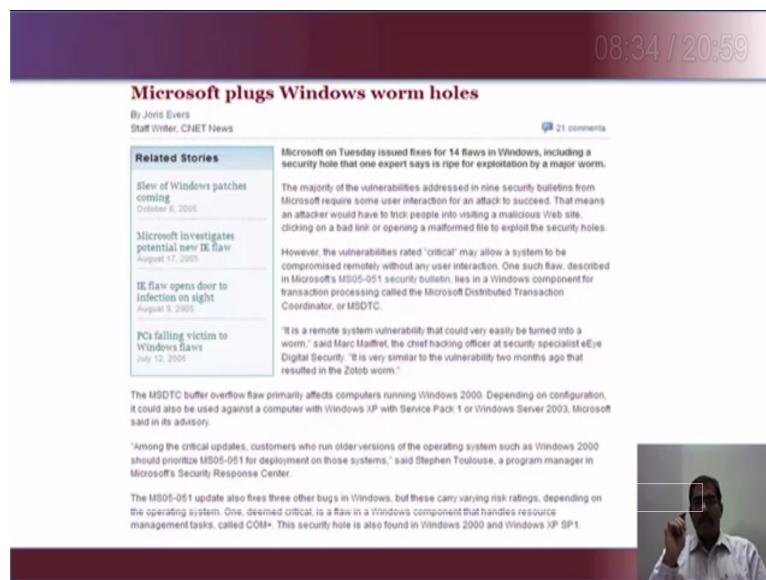 08:34 / 20:59
Microsoft plugs Windows worm holes
By Joris Evers
Staff Writer, CNET News
21 comments
Related Stories
Slew of Windows patches
coming
October 6, 2005
Microsoft investigates
potential new IE flaw
August 17, 2005
IE flaw opens door to
infection on sight
August 9, 2005
PCs falling victim to
Windows flaws
July 12, 2005
Microsoft on Tuesday issued fixes for 14 flaws in Windows, including a
security hole that one expert says is ripe for exploitation by a major worm.
The majority of the vulnerabilities addressed in nine security bulletins from
Microsoft require some user interaction for an attack to succeed. That means
an attacker would have to trick people into visiting a malicious Web site,
clicking on a bad link or opening a malformed file to exploit the security holes.
However, the vulnerabilities rated "critical" may allow a system to be
compromised remotely without any user interaction. One such flaw, described
in Microsoft's MS05-051 security bulletin, lies in a Windows component for
transaction processing called the Microsoft Distributed Transaction
Coordinator, or MSDTC.
"It is a remote system vulnerability that could very easily be turned into a
worm," said Marc Maiffret, the chief hacking officer at security specialist eEye
Digital Security. "It is very similar to the vulnerability two months ago that
resulted in the Zotob worm."
The MSDTC buffer overflow flaw primarily affects computers running Windows 2000. Depending on configuration,
it could also be used against a computer with Windows XP with Service Pack 1 or Windows Server 2003, Microsoft
said in its advisory.
"Among the critical updates, customers who run older versions of the operating system such as Windows 2000
should prioritize MS05-051 for deployment on those systems," said Stephen Toulouse, a program manager in
Microsoft's Security Response Center.
The MS05-051 update also fixes three other bugs in Windows, but these carry varying risk ratings, depending on
the operating system. One, deemed critical, is a flaw in a Windows component that handles resource
management tasks, called COM+. This security hole is also found in Windows 2000 and Windows XP SP1.